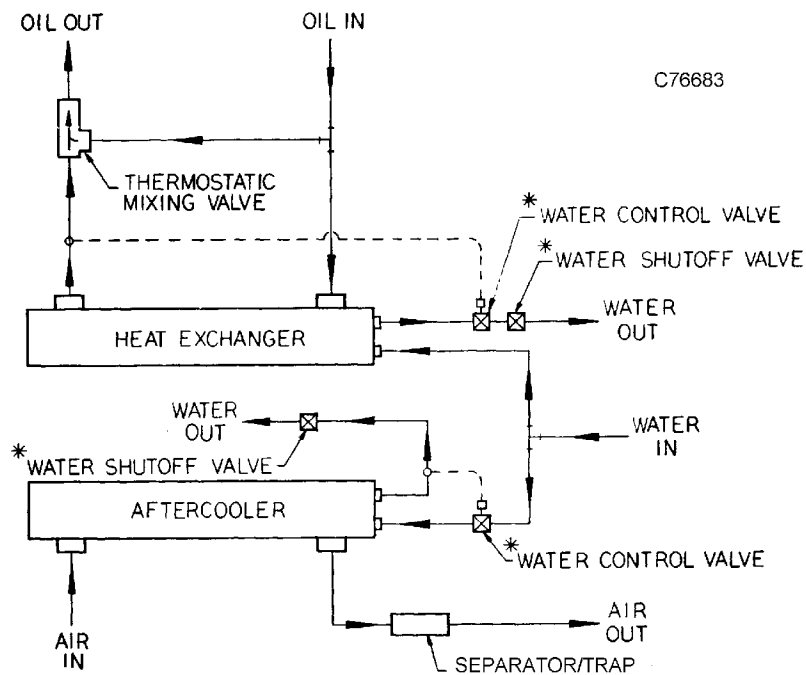 OIL OUT
OIL IN
C76683
THERMOSTATIC
MIXING VALVE
* WATER CONTROL VALVE
* WATER SHUTOFF VALVE
HEAT EXCHANGER
WATER
OUT
WATER
OUT
WATER
IN
* WATER SHUTOFF VALVE
AFTERCOOLER
* WATER CONTROL VALVE
AIR
IN
AIR
OUT
SEPARATOR/TRAP